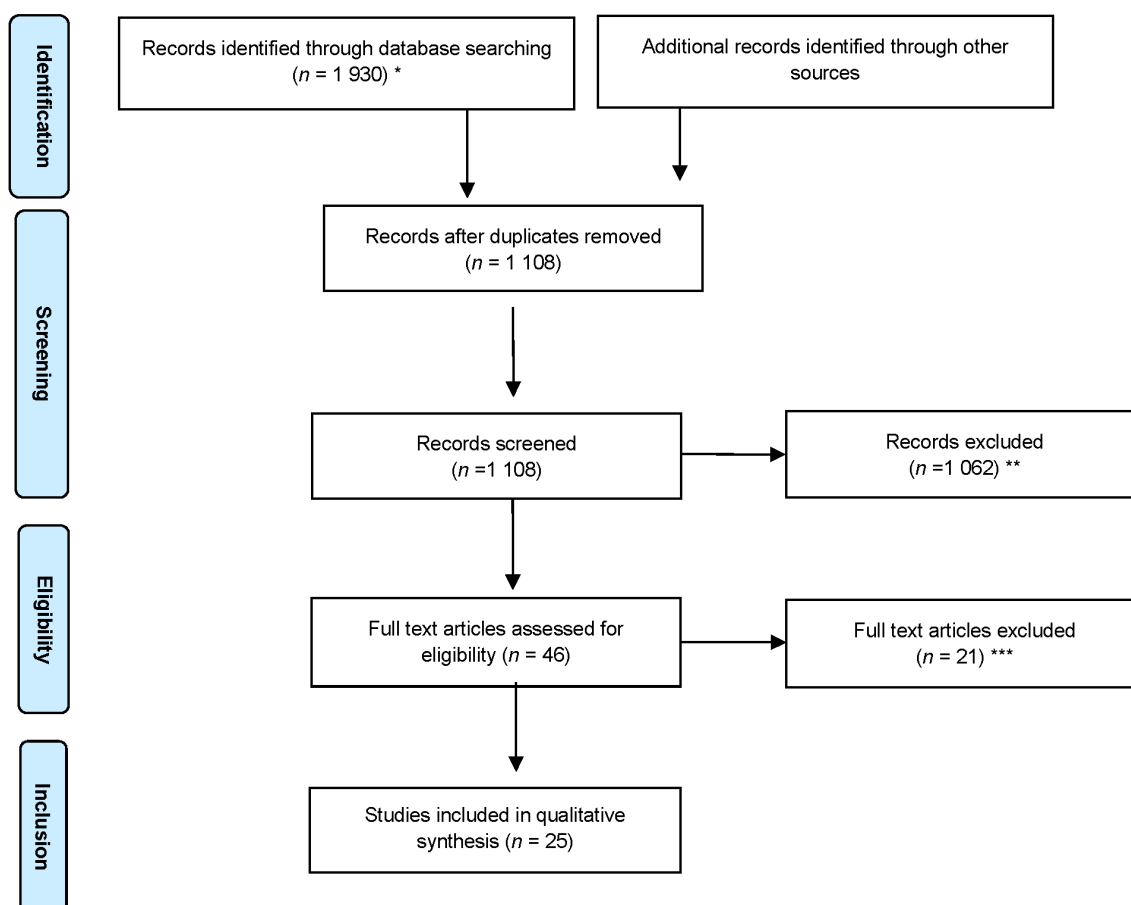 Identification
Records identified through database searching
(n = 1 930) *
Additional records identified through other
sources
Screening
Records after duplicates removed
(n = 1 108)
Records screened
(n =1 108)
Records excluded
(n =1 062) **
Eligibility
Full text articles assessed for
eligibility (n = 46)
Full text articles excluded
(n = 21) ***
Inclusion
Studies included in qualitative
synthesis (n = 25)